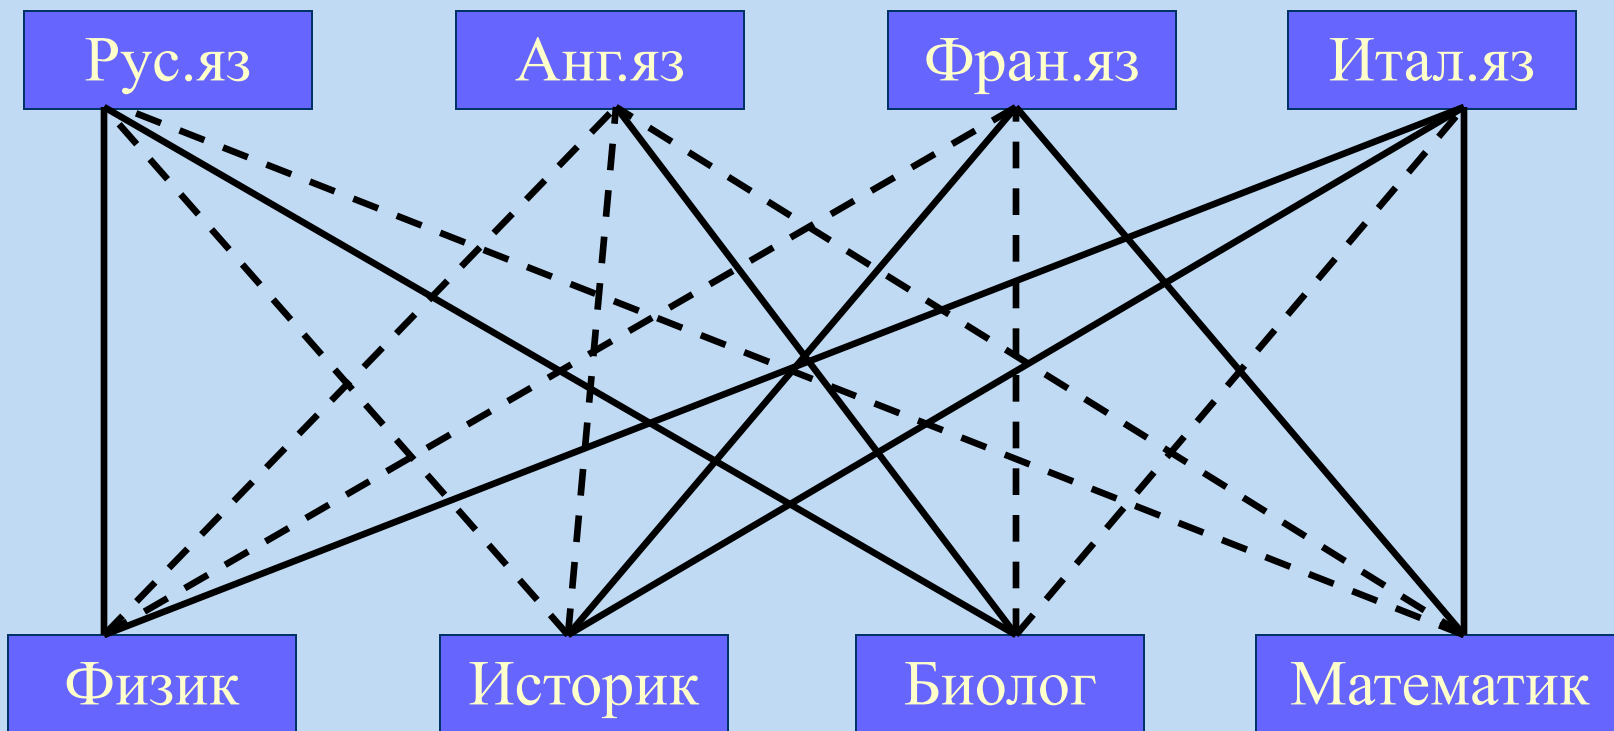 Рус.яз
Анг.яз
Фран.яз
Итал.яз
Физик
Историк
Биолог
Математик